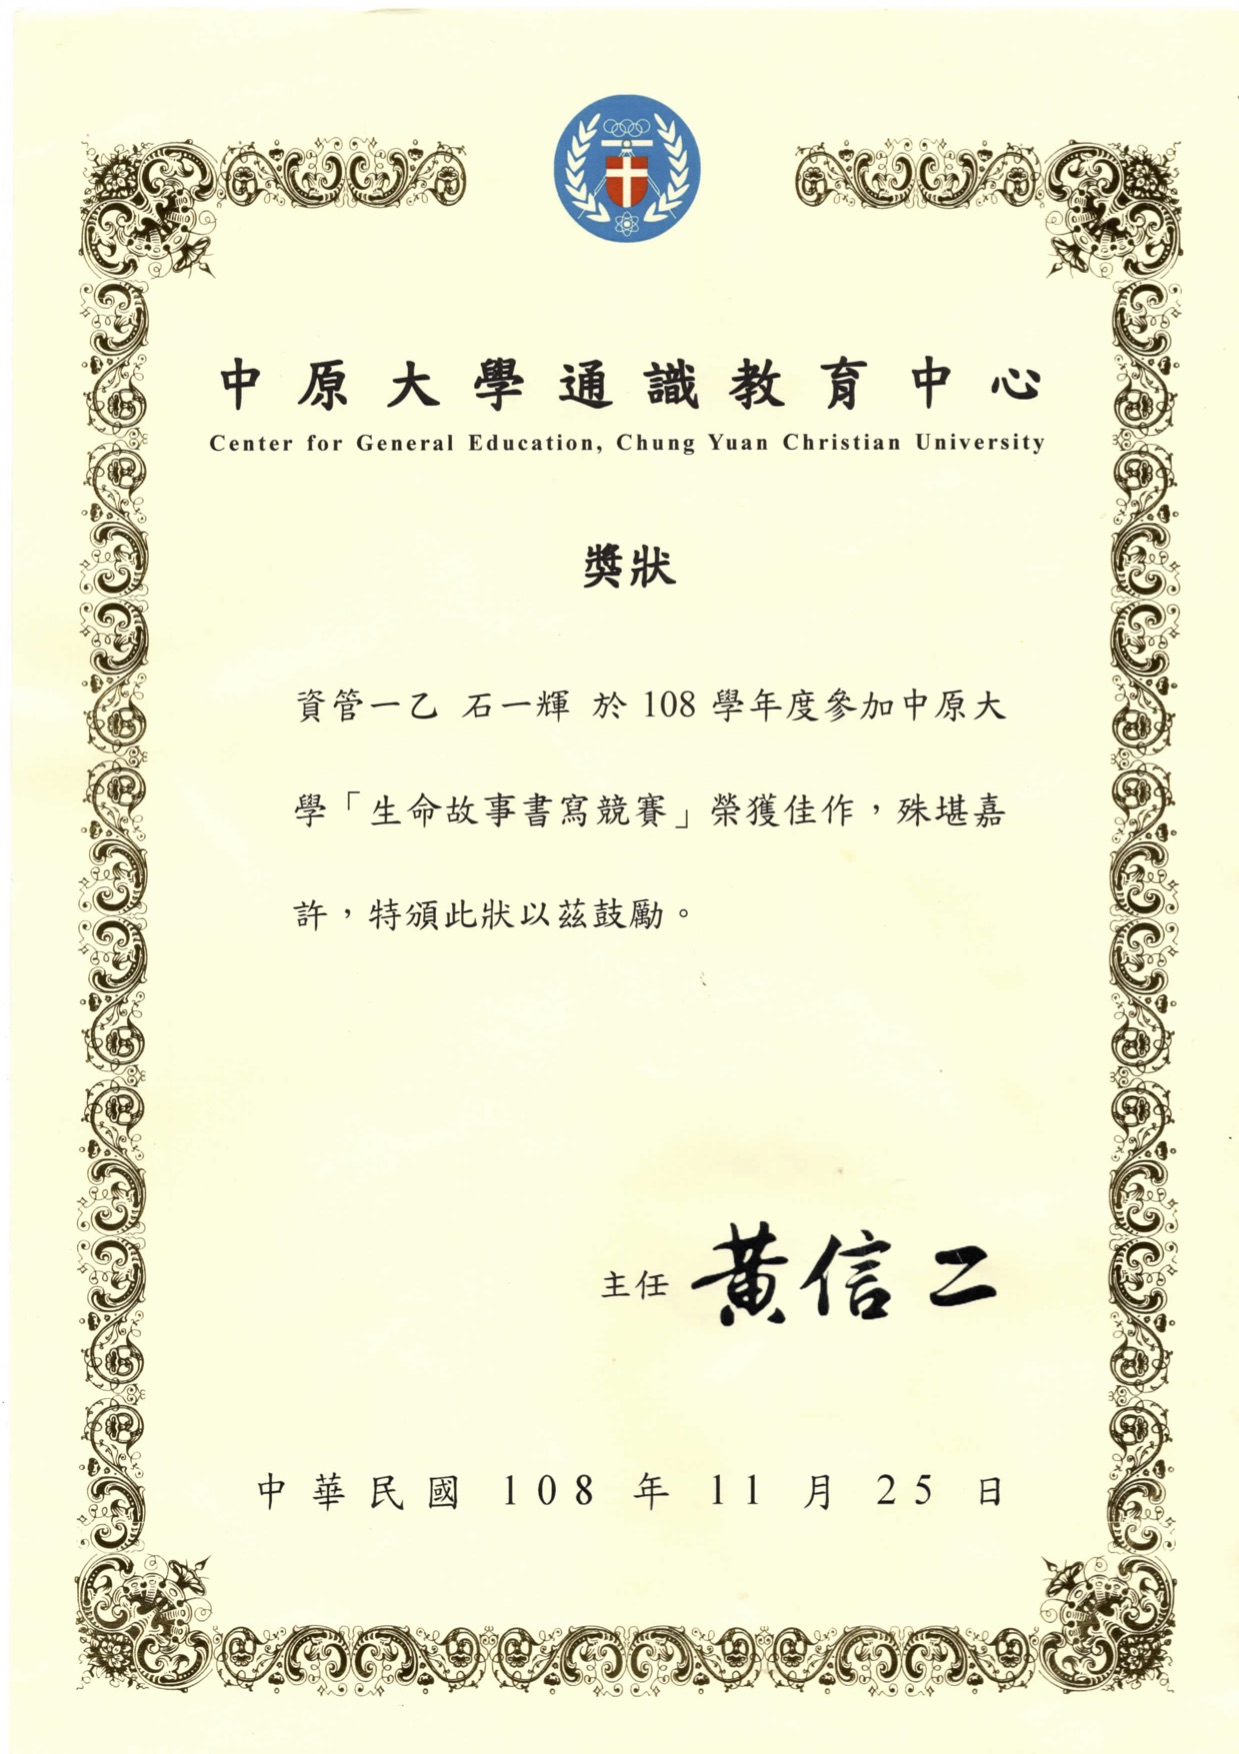 中原大學通識教育中心
Center for General Education, Chung Yuan Christian University
獎狀
資管一乙 石一輝 於 108 學年度參加中原大
學「生命故事書寫競賽」榮獲佳作，殊堪嘉
許，特頒此狀以茲鼓勵。
主任 黃信二
中華民國 108 年 11 月 25 日